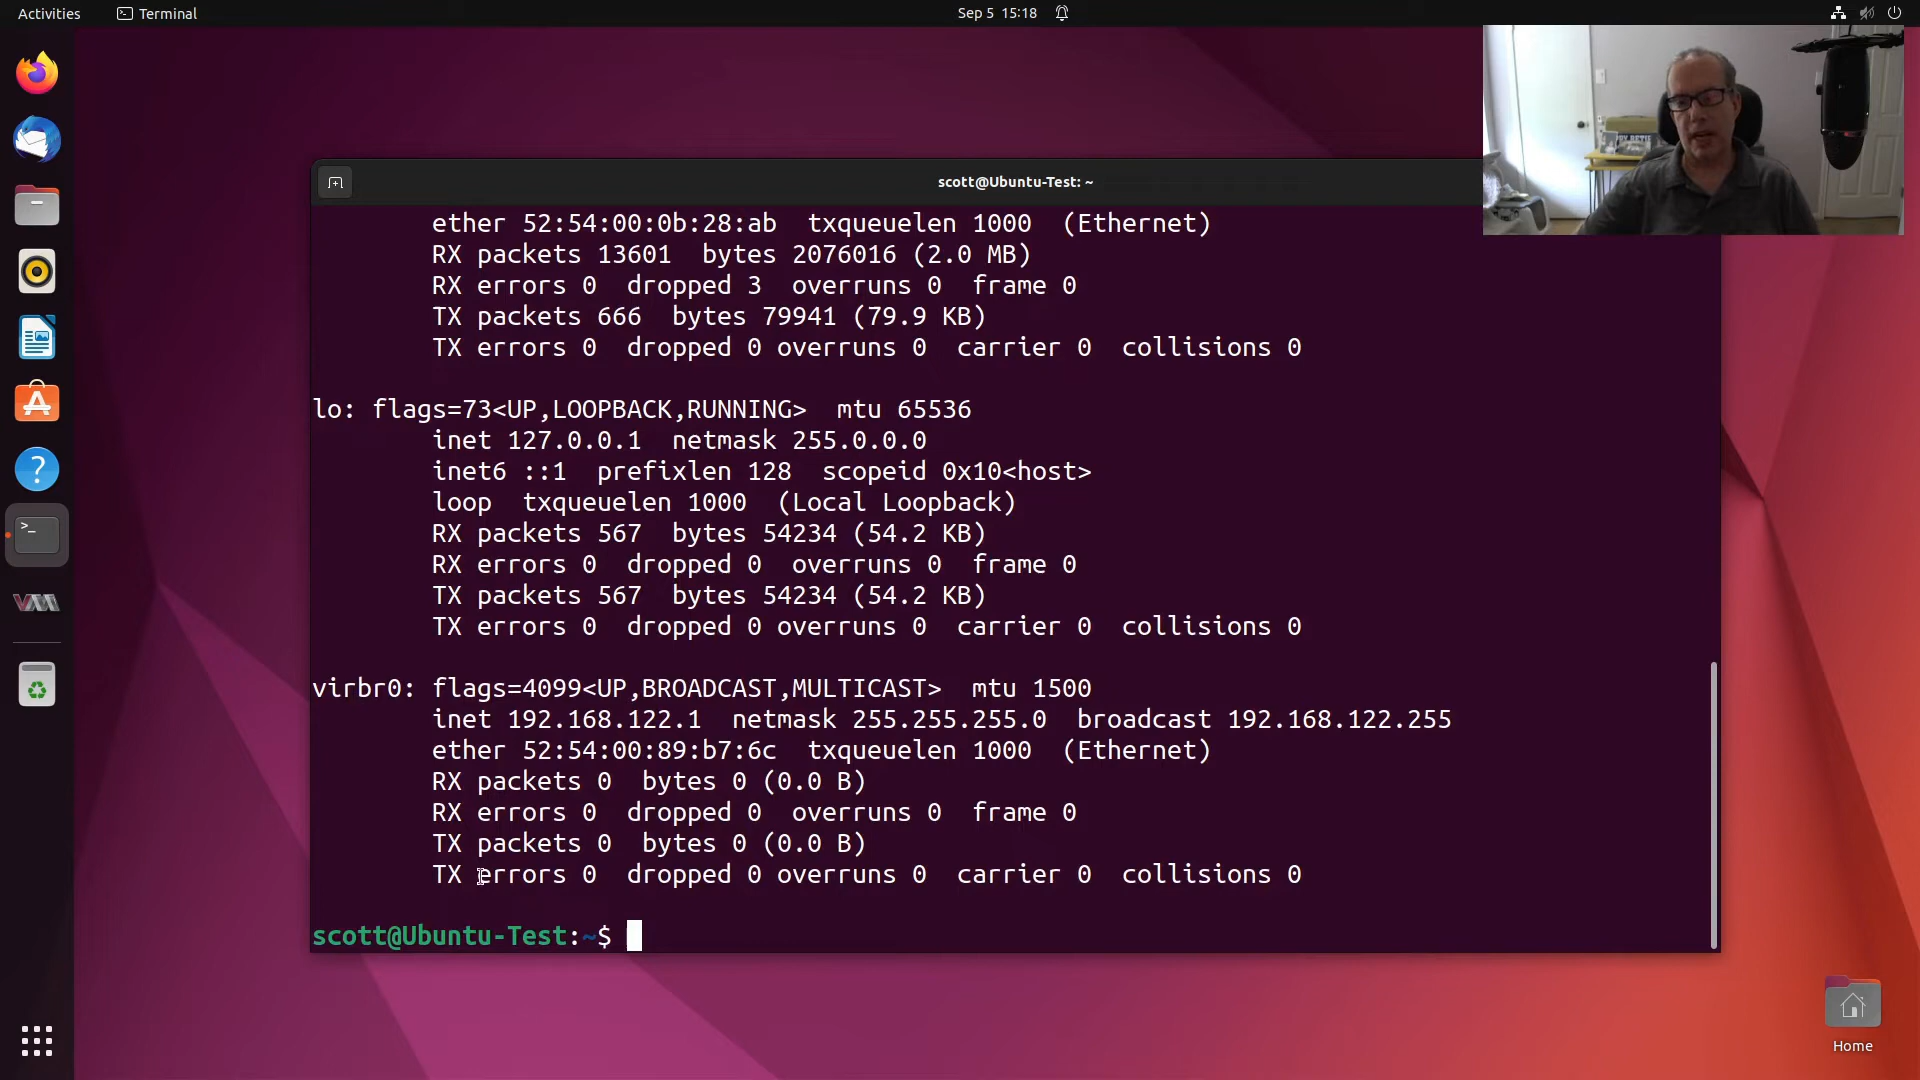 Activities
Terminal
Sep 5 15:18
scott@Ubuntu-Test: ~
ether 52:54:00:0b:28:ab txqueuelen 1000 (Ethernet)
RX packets 13601 bytes 2076016 (2.0 MB)
RX errors 0 dropped 3 overruns 0 frame 0
TX packets 666 bytes 79941 (79.9 KB)
TX errors 0 dropped 0 overruns 0 carrier 0 collisions 0
lo: flags=73<UP,LOOPBACK,RUNNING> mtu 65536
inet 127.0.0.1 netmask 255.0.0.0
inet6 ::1 prefixlen 128 scopeid 0x10<host>
loop txqueuelen 1000 (Local Loopback)
RX packets 567 bytes 54234 (54.2 KB)
RX errors 0 dropped 0 overruns 0 frame 0
TX packets 567 bytes 54234 (54.2 KB)
TX errors 0 dropped 0 overruns 0 carrier 0 collisions 0
virbr0: flags=4099<UP,BROADCAST,MULTICAST> mtu 1500
inet 192.168.122.1 netmask 255.255.255.0 broadcast 192.168.122.255
ether 52:54:00:89:b7:6c txqueuelen 1000 (Ethernet)
RX packets 0 bytes 0 (0.0 B)
RX errors 0 dropped 0 overruns 0 frame 0
TX packets 0 bytes 0 (0.0 B)
TX errors 0 dropped 0 overruns 0 carrier 0 collisions 0
scott@Ubuntu-Test:~$
Home